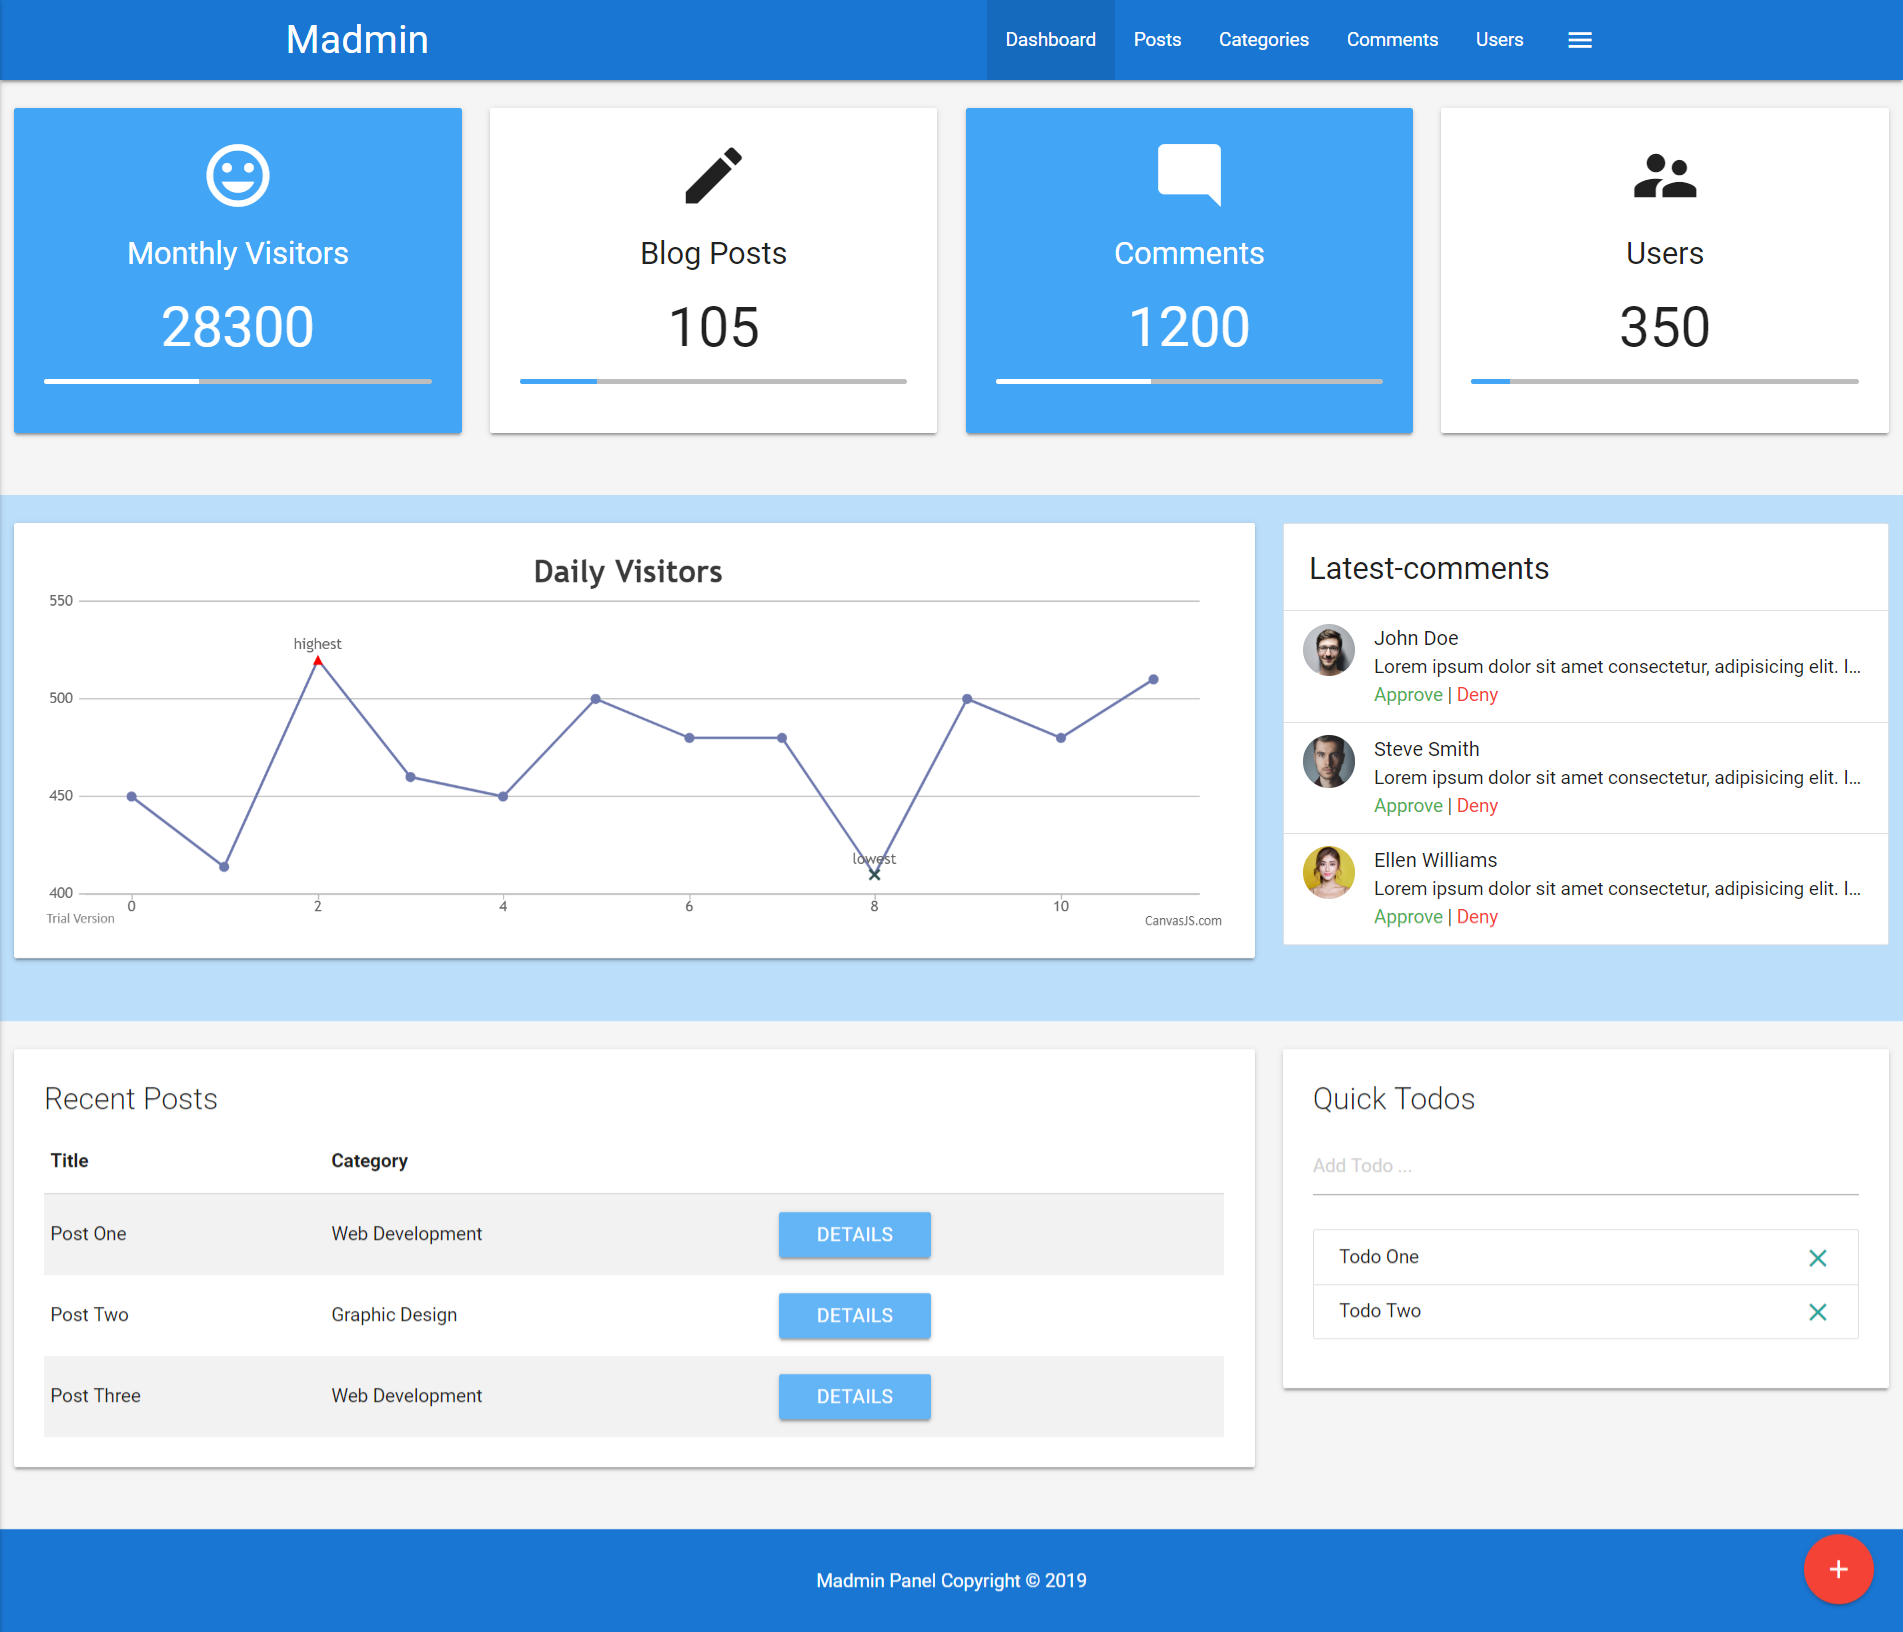 Madmin
Dashboard Posts Categories Comments Users
Monthly Visitors
28300
Blog Posts
105
Comments
1200
Users
350
Daily Visitors
550
500
450
400
highest
lowest
0 2 4 6 8 10
Trial Version
CanvasJS.com
Latest-comments
John Doe
Lorem ipsum dolor sit amet consectetur, adipisicing elit. I...
Approve | Deny
Steve Smith
Lorem ipsum dolor sit amet consectetur, adipisicing elit. I...
Approve | Deny
Ellen Williams
Lorem ipsum dolor sit amet consectetur, adipisicing elit. I...
Approve | Deny
Recent Posts
Title Category
Post One Web Development DETAILS
Post Two Graphic Design DETAILS
Post Three Web Development DETAILS
Quick Todos
Add Todo ...
Todo One
Todo Two
Madmin Panel Copyright © 2019